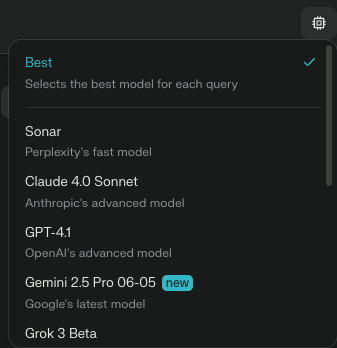 Best
Selects the best model for each query
Sonar
Perplexity's fast model
Claude 4.0 Sonnet
Anthropic's advanced model
GPT-4.1
OpenAI's advanced model
Gemini 2.5 Pro 06-05 new
Google's latest model
Grok 3 Beta